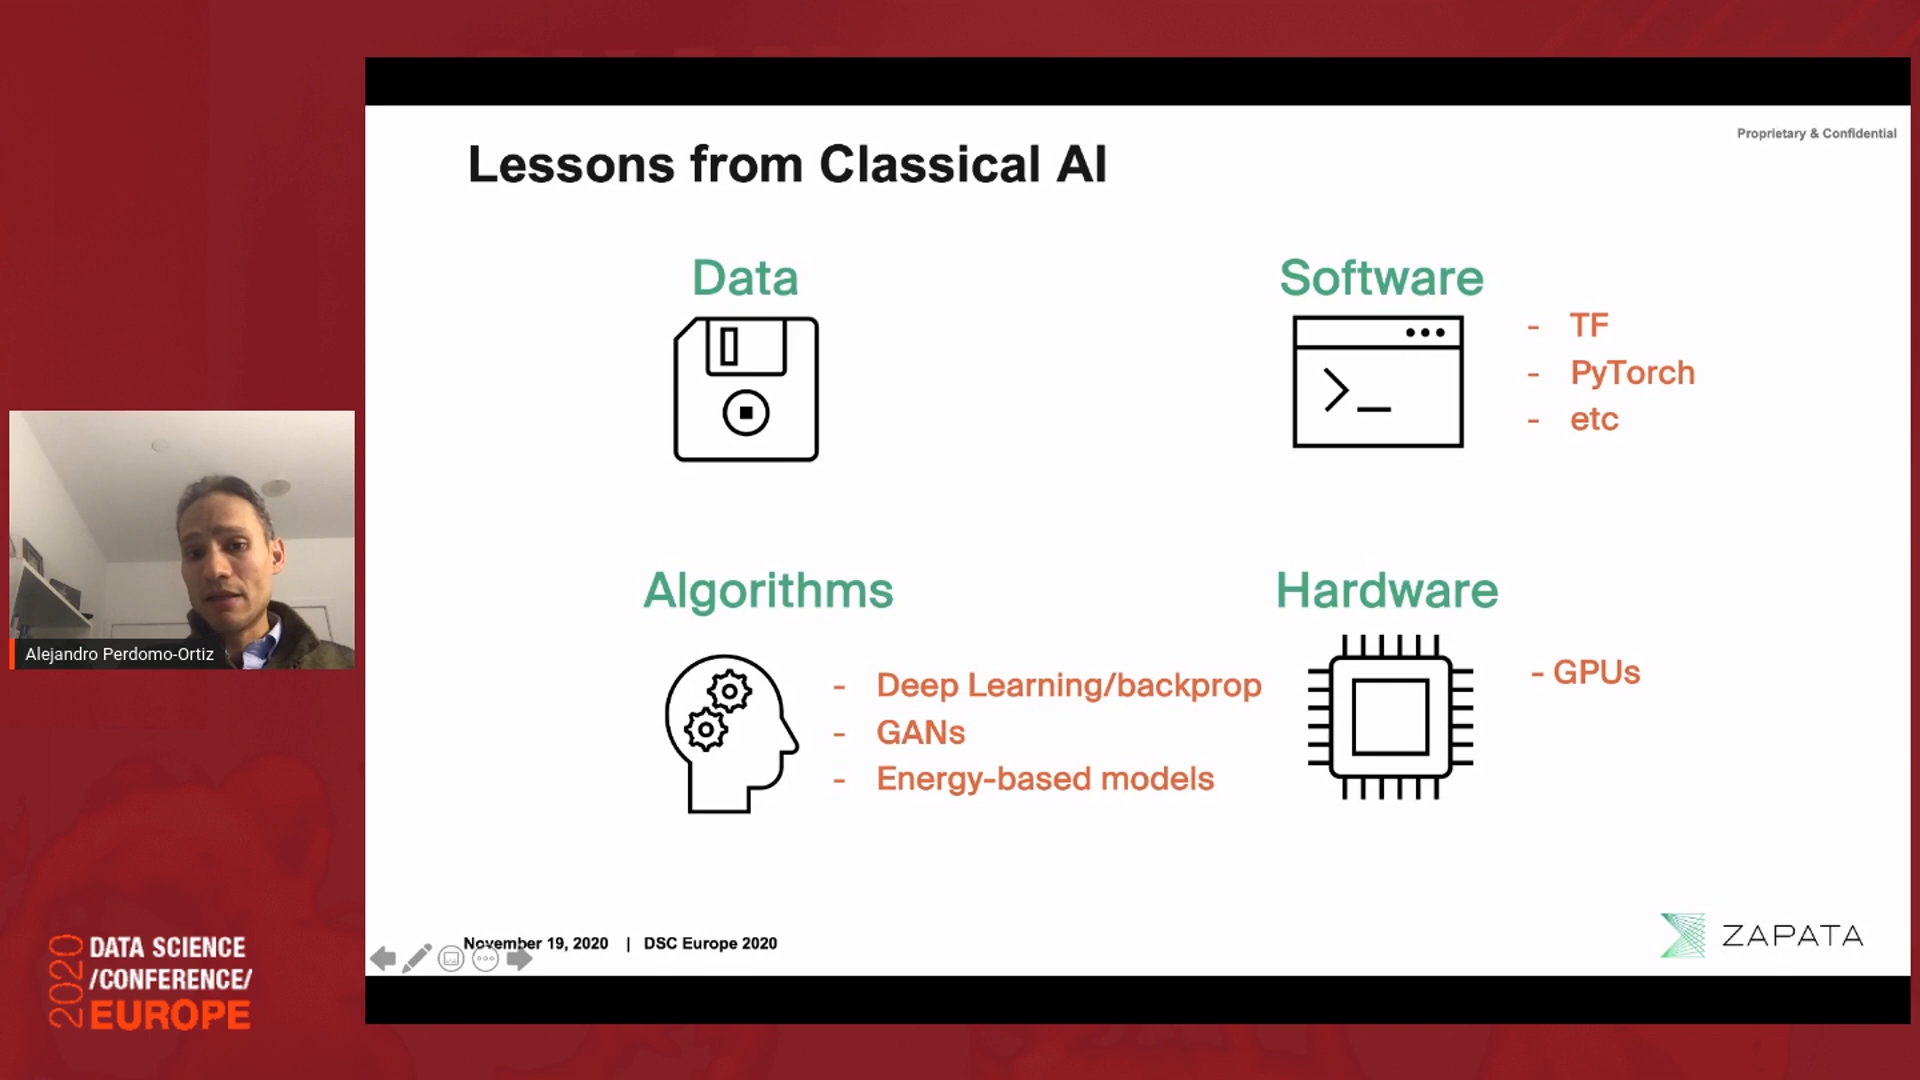 Proprietary & Confidential
Lessons from Classical AI
Data
Software
- TF
- PyTorch
- etc
Algorithms
- Deep Learning/backprop
- GANs
- Energy-based models
Hardware
- GPUs
Alejandro Perdomo-Ortiz
November 19, 2020 | DSC Europe 2020
ZAPATA
2020
DATA SCIENCE
/CONFERENCE/
EUROPE